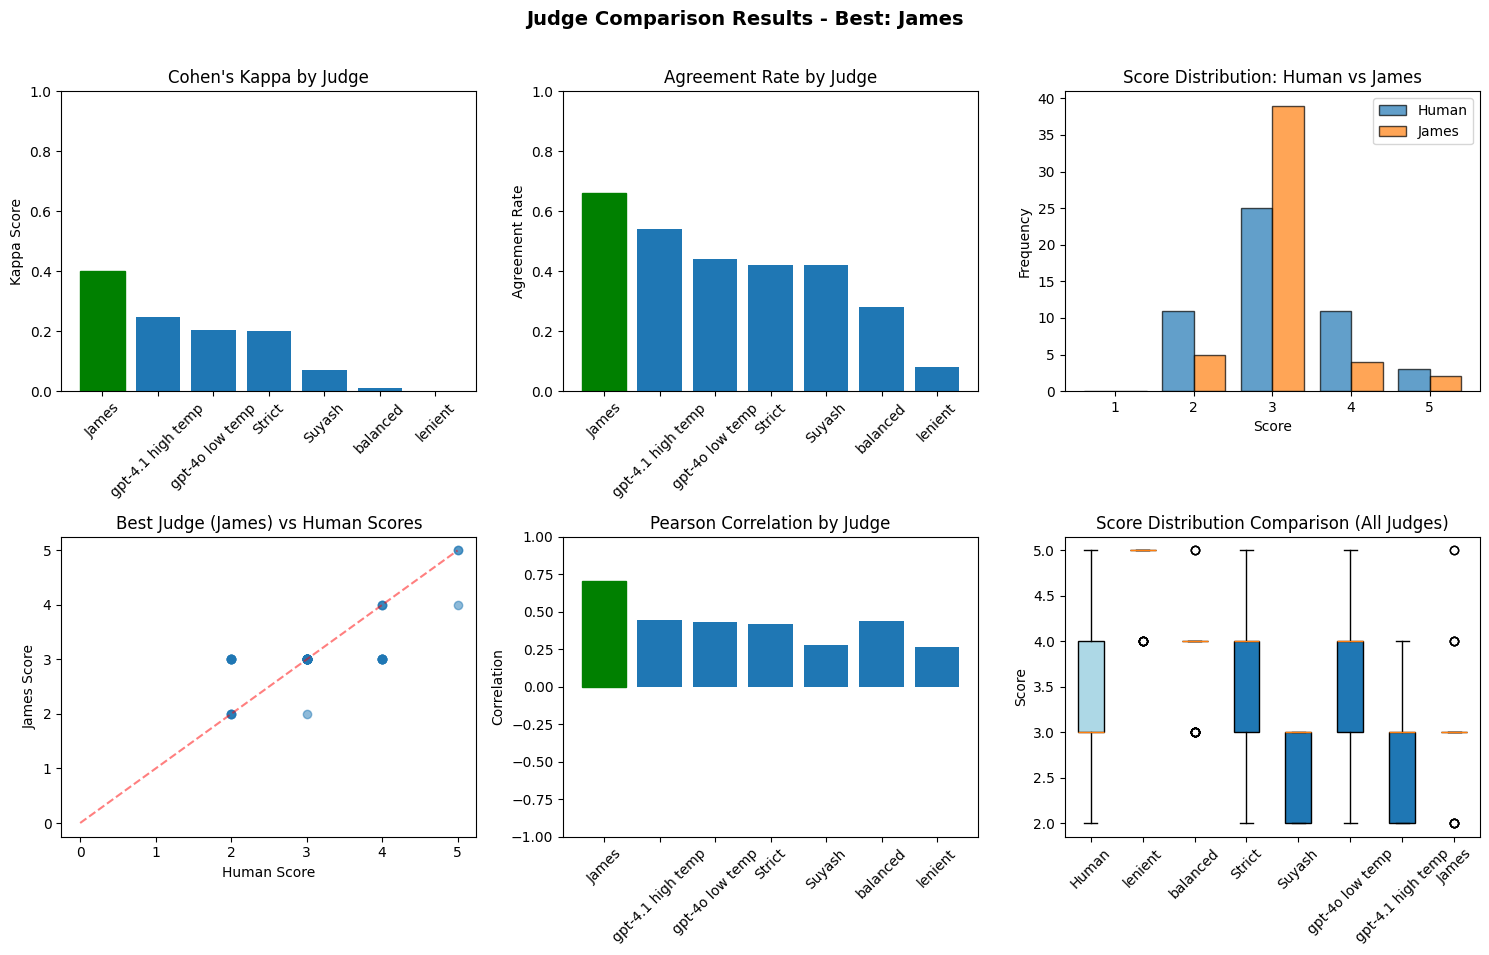 Judge Comparison Results - Best: James
Cohen's Kappa by Judge
Kappa Score
1.0
0.8
0.6
0.4
0.2
0.0
James
gpt-4.1 high temp
gpt-4o low temp
Strict
Suyash
balanced
lenient
Agreement Rate by Judge
Agreement Rate
1.0
0.8
0.6
0.4
0.2
0.0
James
gpt-4.1 high temp
gpt-4o low temp
Strict
Suyash
balanced
lenient
Score Distribution: Human vs James
Human
James
Frequency
40
35
30
25
20
15
10
5
0
1 2 3 4 5
Score
Best Judge (James) vs Human Scores
James Score
5
4
3
2
1
0
0 1 2 3 4 5
Human Score
Pearson Correlation by Judge
Correlation
1.00
0.75
0.50
0.25
0.00
−0.25
−0.50
−0.75
−1.00
James
gpt-4.1 high temp
gpt-4o low temp
Strict
Suyash
balanced
lenient
Score Distribution Comparison (All Judges)
Score
5.0
4.5
4.0
3.5
3.0
2.5
2.0
Human
lenient
balanced
Strict
Suyash
gpt-4o low temp
gpt-4.1 high temp
James